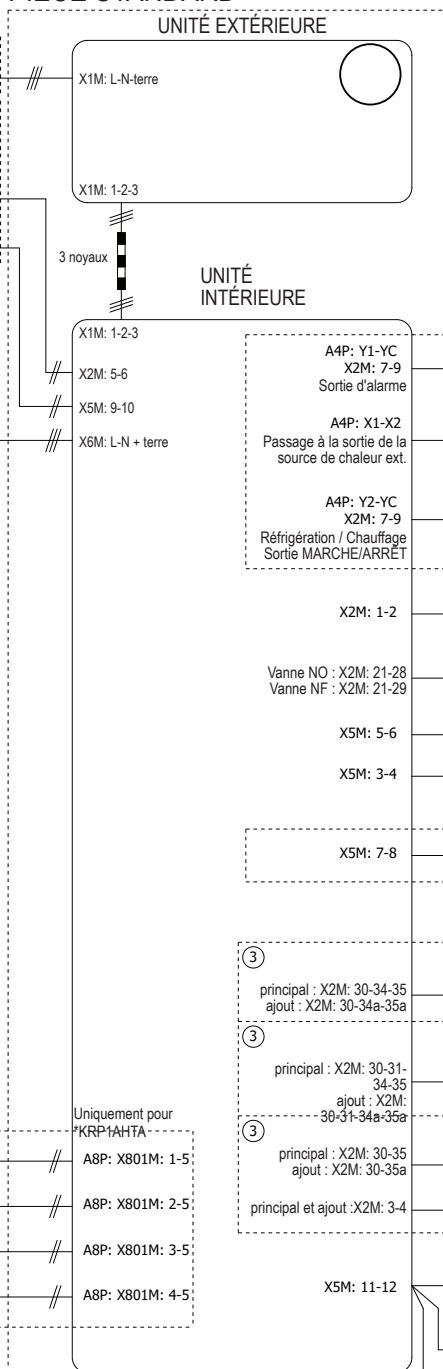 UNITÉ EXTÉRIEURE
X1M: L-N-terre
X1M: 1-2-3
3 noyaux
UNITÉ
INTÉRIEURE
X1M: 1-2-3
X2M: 5-6
X5M: 9-10
X6M: L-N + terre
A4P: Y1-YC
X2M: 7-9
Sortie d'alarme
A4P: X1-X2
Passage à la sortie de la
source de chaleur ext.
A4P: Y2-YC
X2M: 7-9
Réfrigération / Chauffage
Sortie MARCHE/ARRÊT
X2M: 1-2
Vanne NO : X2M: 21-28
Vanne NF : X2M: 21-29
X5M: 5-6
X5M: 3-4
X5M: 7-8
3
principal : X2M: 30-34-35
ajout : X2M: 30-34a-35a
3
principal : X2M: 30-31-
34-35
ajout : X2M:
30-31-34a-35a
3
principal : X2M: 30-35
ajout : X2M: 30-35a
principal et ajout :X2M: 3-4
Uniquement pour
*KRP1AHTA
A8P: X801M: 1-5
A8P: X801M: 2-5
A8P: X801M: 3-5
A8P: X801M: 4-5
X5M: 11-12